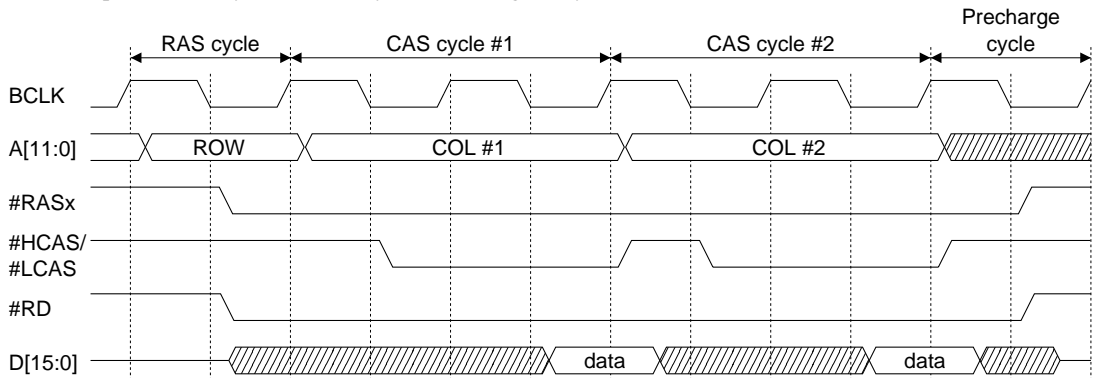 Precharge
RAS cycle CAS cycle #1 CAS cycle #2 cycle
BCLK
A[11:0] ROW COL #1 COL #2
#RASx
#HCAS/
#LCAS
#RD
D[15:0] data data